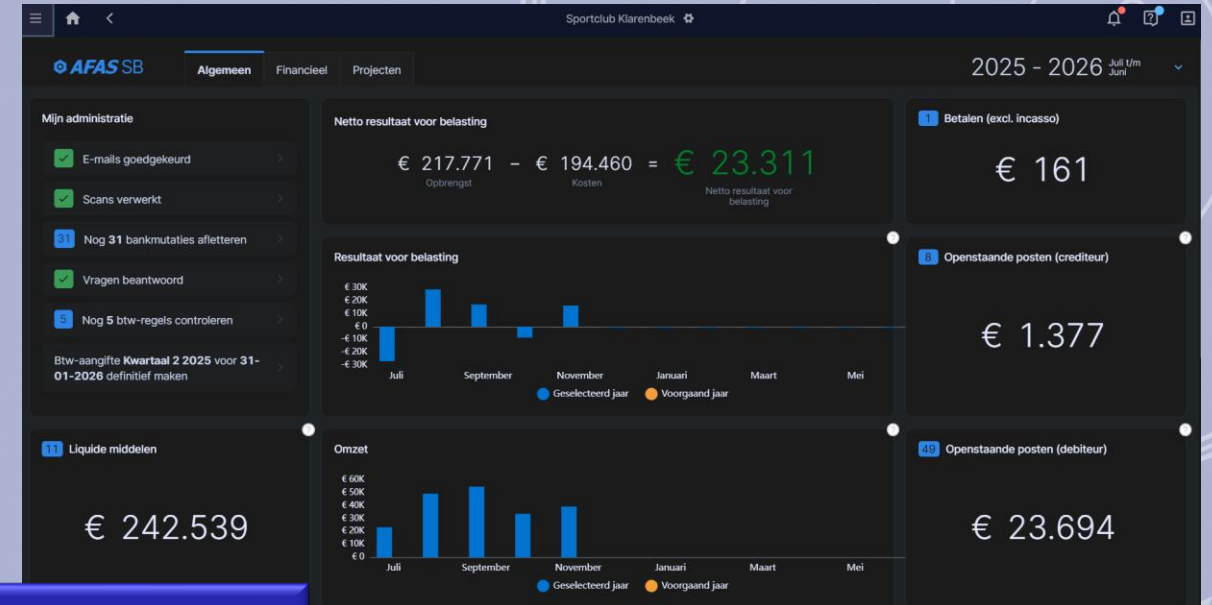 Sportclub Klarenbeek
AFAS SB
Algemeen
Financieel
Projecten
2025 - 2026 Juli t/m Juni
Mijn administratie
E-mails goedgekeurd
Scans verwerkt
31 Nog 31 bankmutaties afletteren
Vragen beantwoord
5 Nog 5 btw-regels controleren
Btw-aangifte Kwartaal 2 2025 voor 31-
01-2026 definitief maken
Netto resultaat voor belasting
€ 217.771 - € 194.460 = € 23.311
Opbrengst
Kosten
Netto resultaat voor
belasting
1 Betalen (excl. incasso)
€ 161
Resultaat voor belasting
€ 30K
€ 20K
€ 10K
€ 0
-€ 10K
-€ 20K
-€ 30K
Juli September November Januari Maart Mei
Geselecteerd jaar Voorgaand jaar
8 Openstaande posten (crediteur)
€ 1.377
11 Liquide middelen
€ 242.539
Omzet
€ 60K
€ 50K
€ 40K
€ 30K
€ 20K
€ 10K
€ 0
Juli September November Januari Maart Mei
Geselecteerd jaar Voorgaand jaar
49 Openstaande posten (debiteur)
€ 23.694